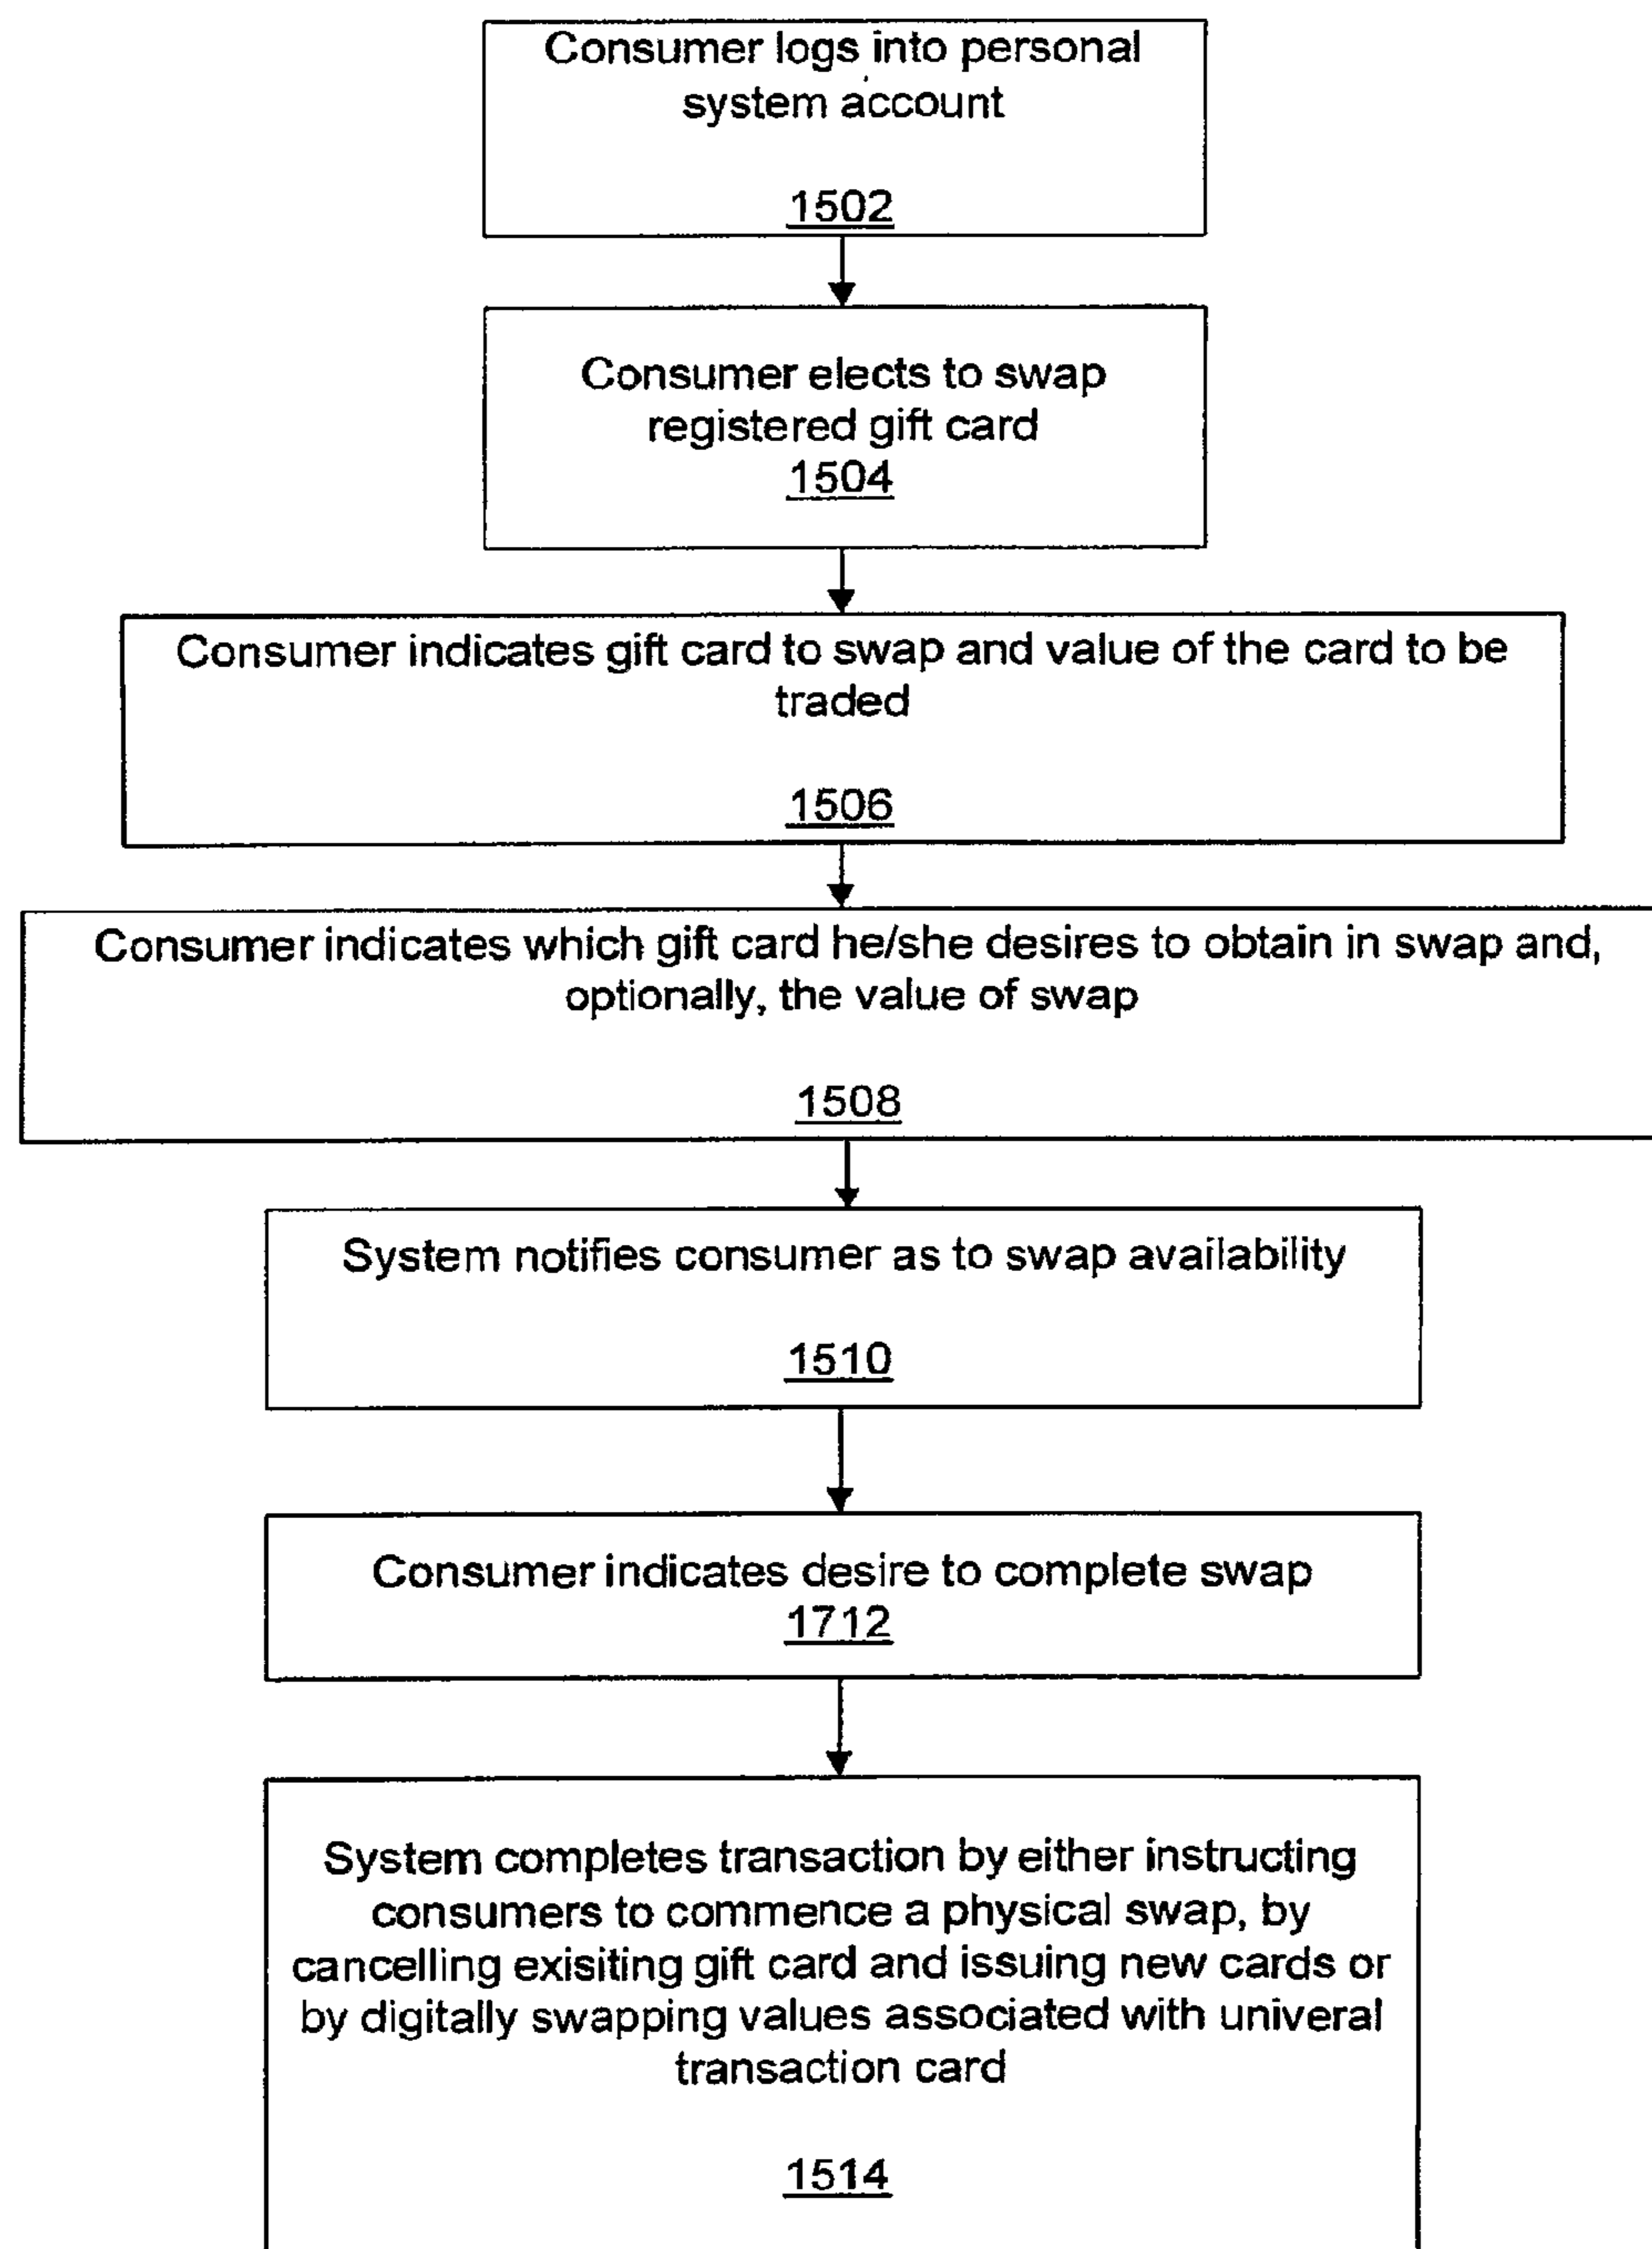 Consumer logs into personal
system account
1502
Consumer elects to swap
registered gift card
1504
Consumer indicates gift card to swap and value of the card to be
traded
1506
Consumer indicates which gift card he/she desires to obtain in swap and,
optionally, the value of swap
1508
System notifies consumer as to swap availability
1510
Consumer indicates desire to complete swap
1712
System completes transaction by either instructing
consumers to commence a physical swap, by
cancelling exisiting gift card and issuing new cards or
by digitally swapping values associated with univeral
transaction card
1514